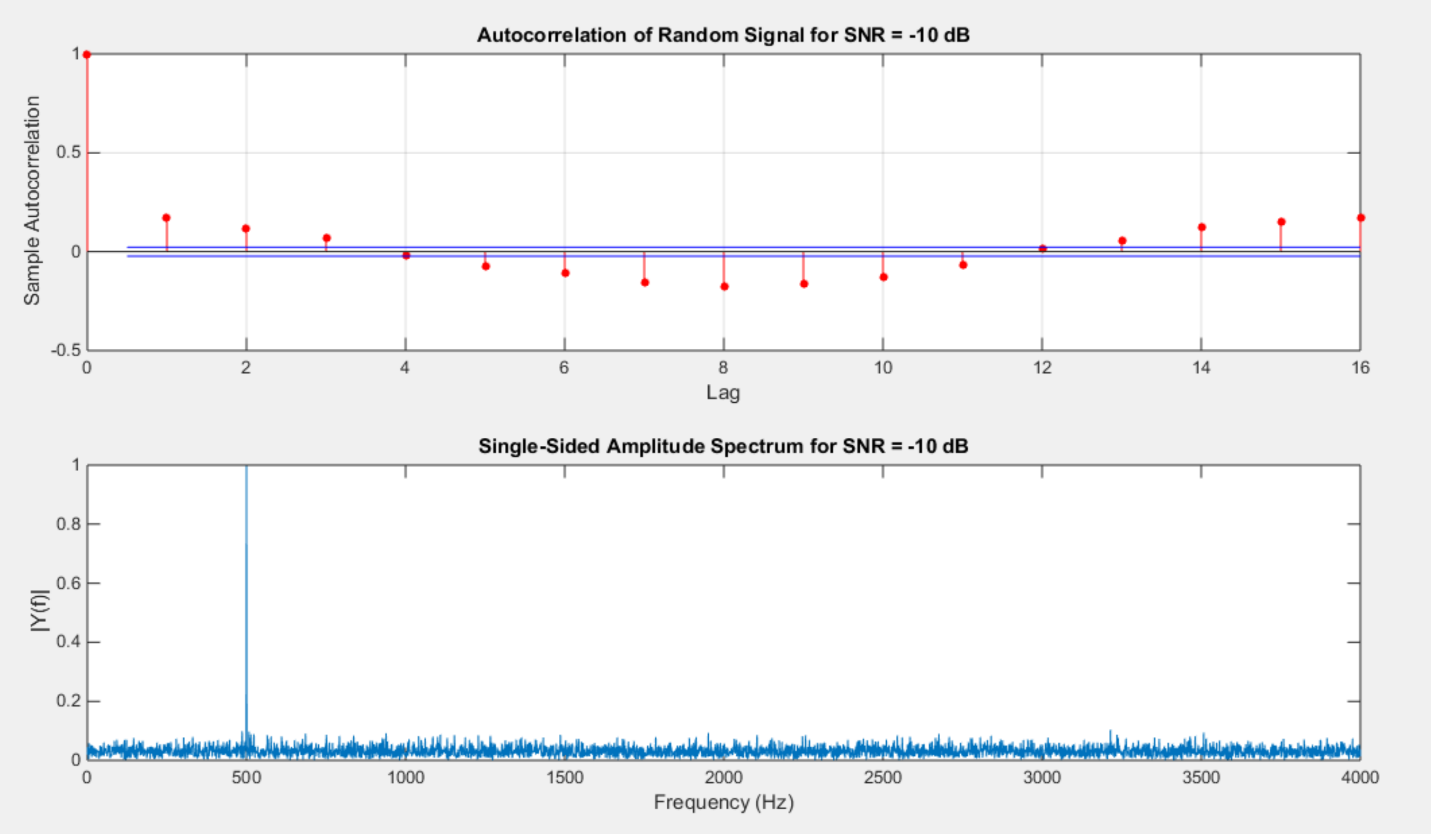 Autocorrelation of Random Signal for SNR = -10 dB
1
0.5
0
-0.5
Sample Autocorrelation
0 2 4 6 8 10 12 14 16
Lag
Single-Sided Amplitude Spectrum for SNR = -10 dB
1
0.8
0.6
0.4
0.2
0
|Y(f)|
0 500 1000 1500 2000 2500 3000 3500 4000
Frequency (Hz)